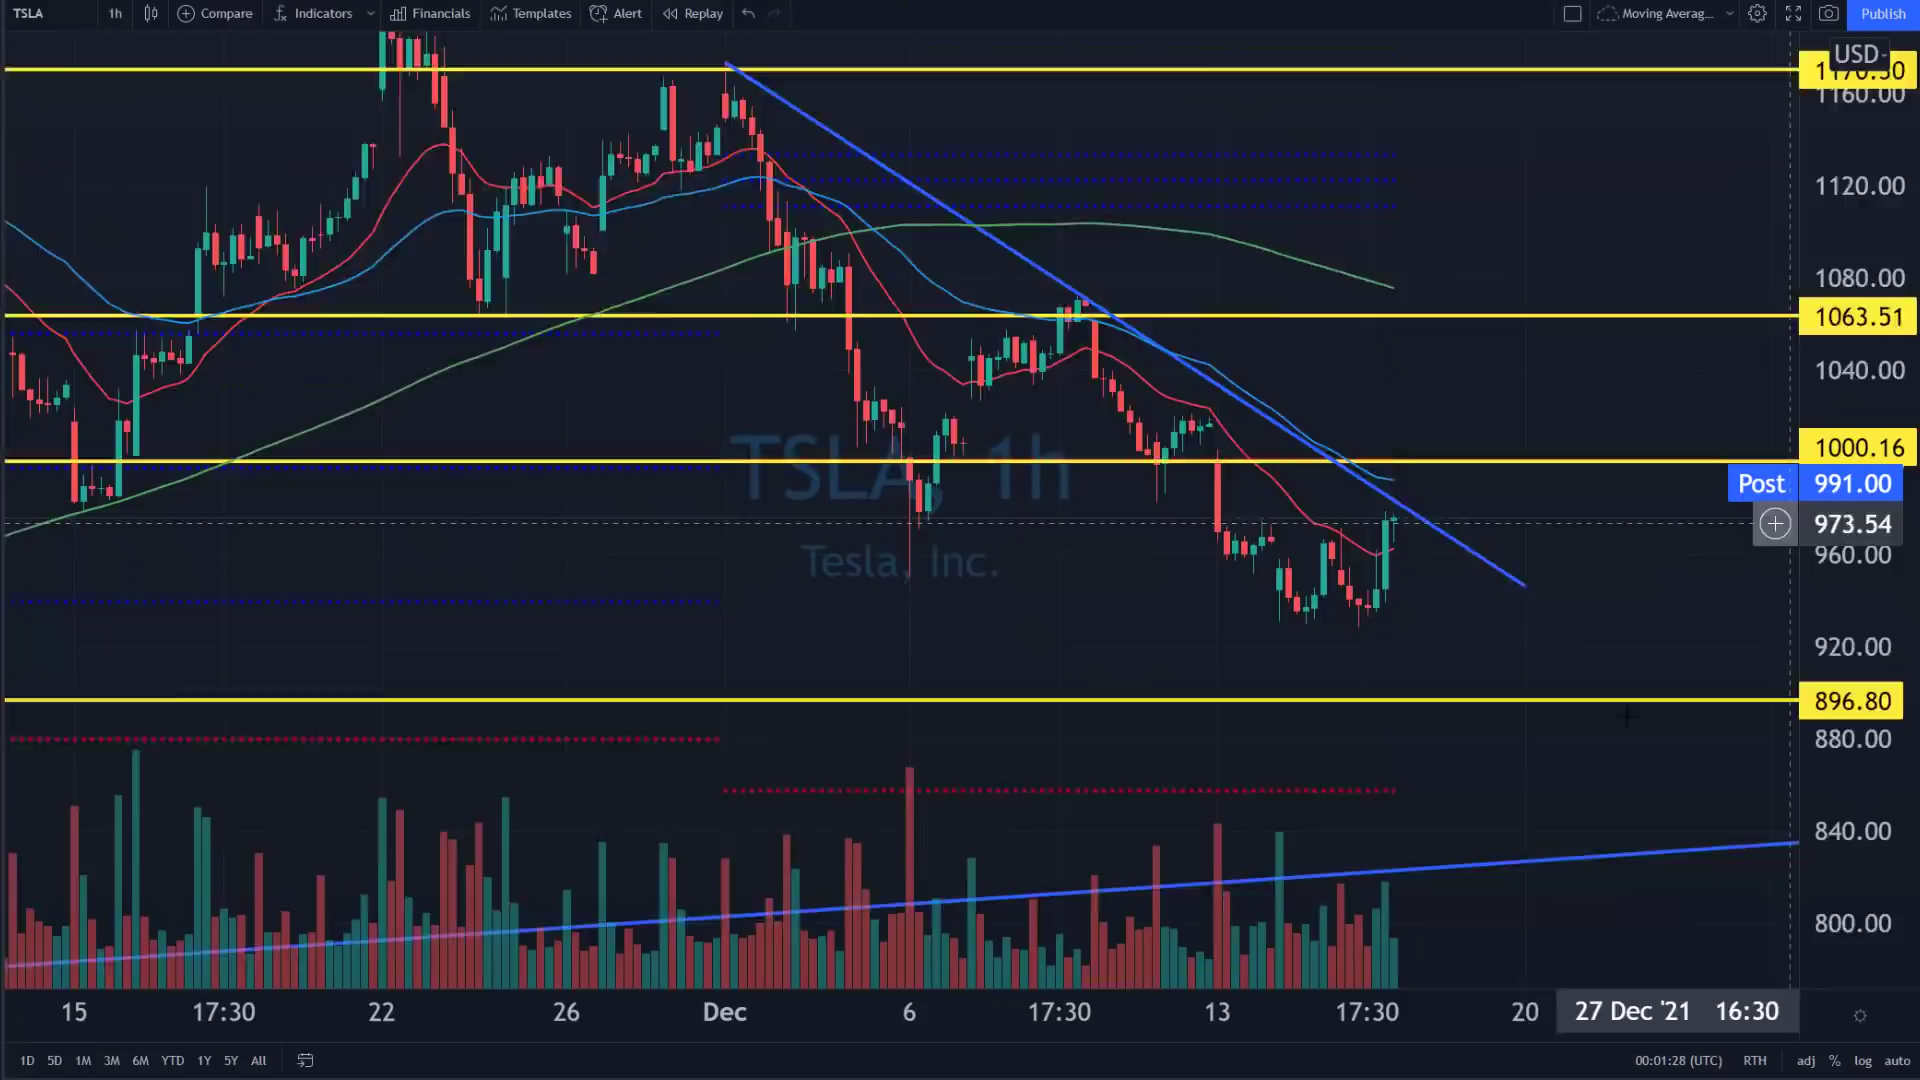 TSLA 1h Compare Indicators Financials Templates Alert Replay Moving Averag... Publish
USD
1170.50
1160.00
1120.00
1080.00
1063.51
1040.00
1000.16
Post 991.00
973.54
960.00
920.00
896.80
880.00
840.00
800.00
TSLA, 1h
Tesla, Inc.
15 17:30 22 26 Dec 6 17:30 13 17:30 20 27 Dec '21 16:30
1D 5D 1M 3M 6M YTD 1Y 5Y All 00:01:28 (UTC) RTH adj % log auto